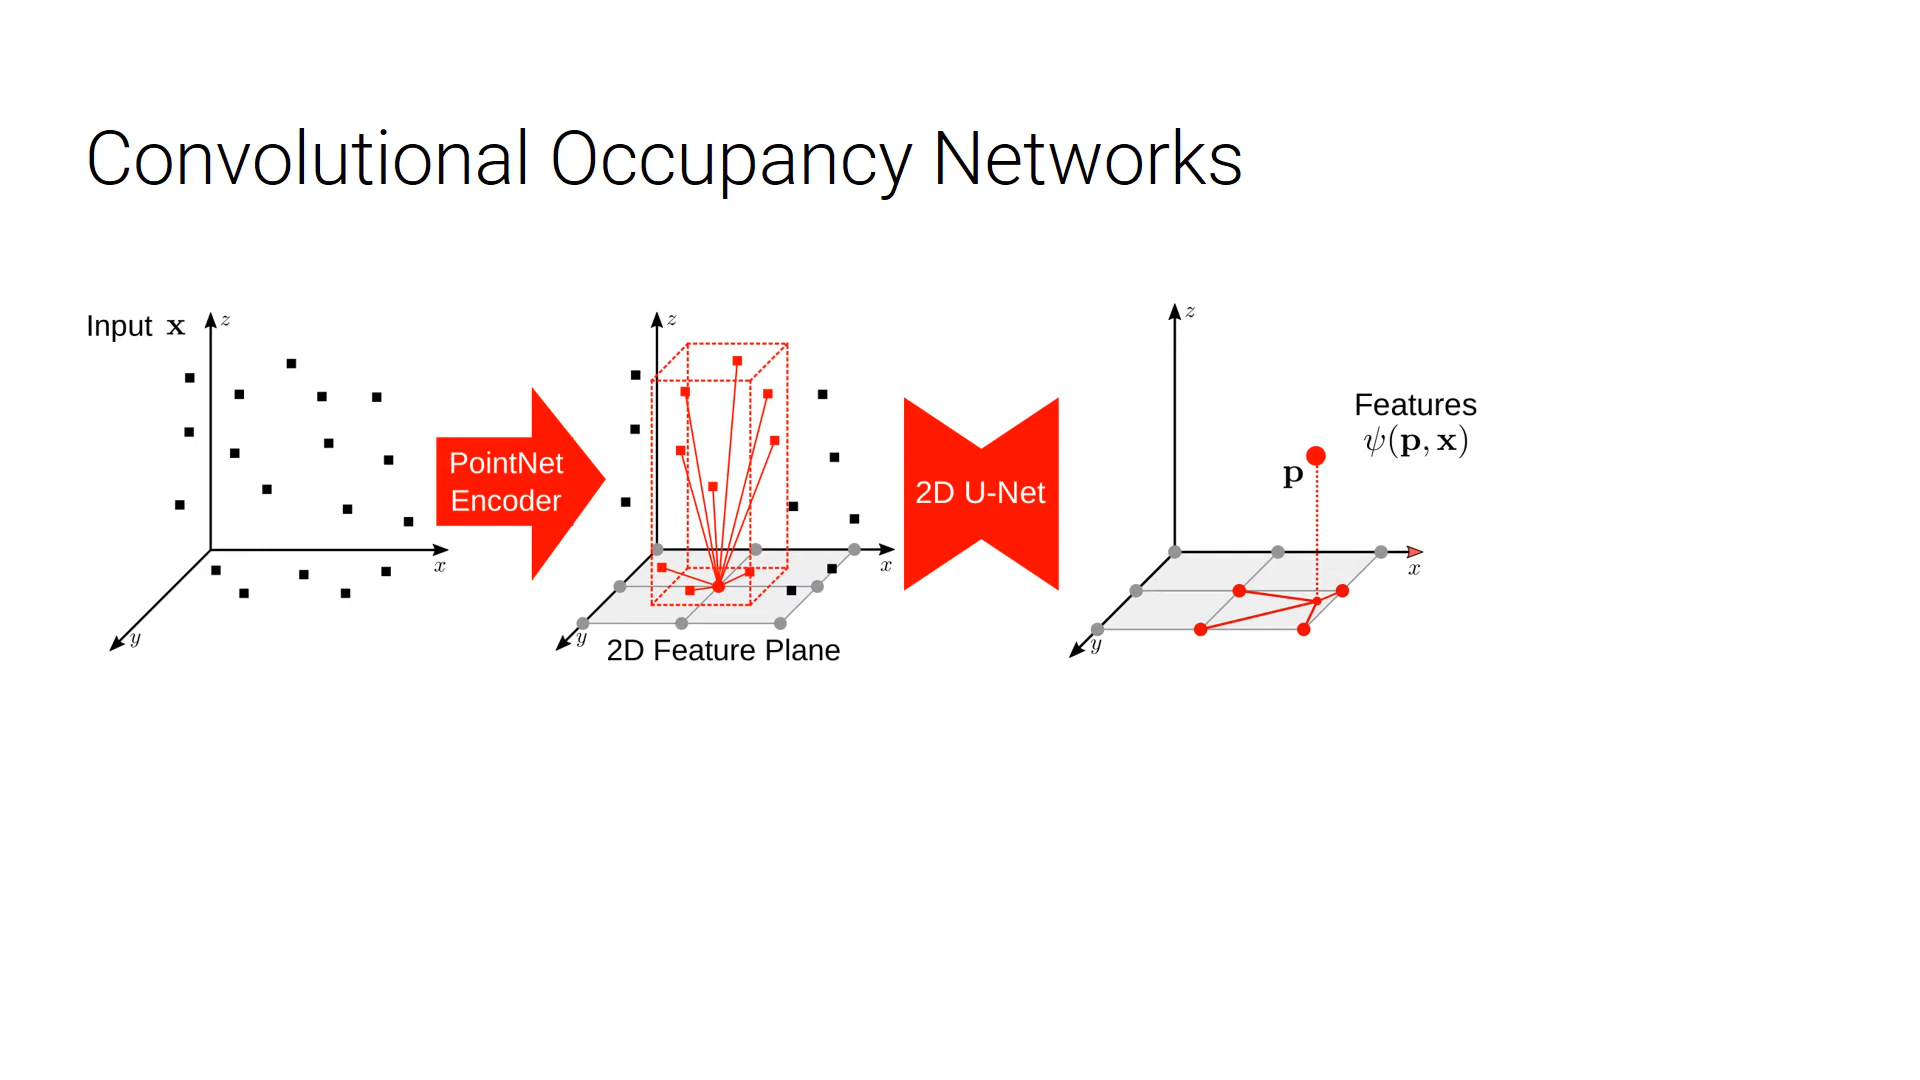 Convolutional Occupancy Networks
Input x
z
x
y
PointNet
Encoder
z
x
y
2D Feature Plane
2D U-Net
z
Features
ψ(p, x)
p
x
y